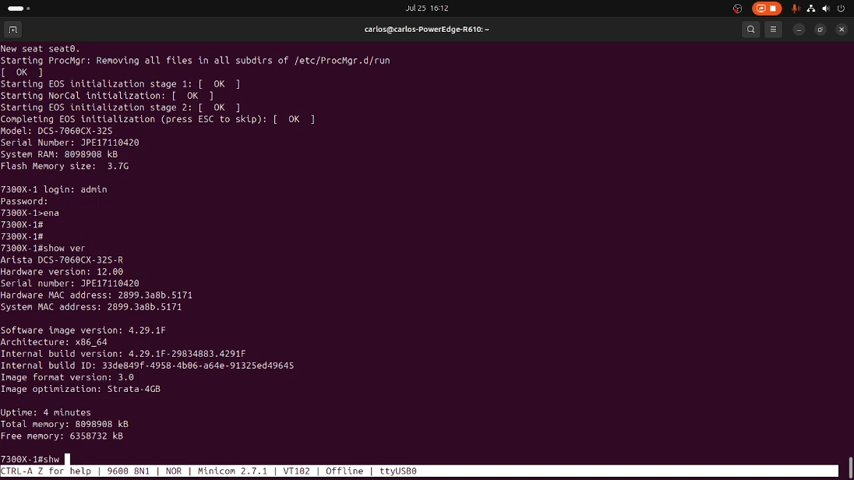 Jul 25 16:12
carlos@carlos-PowerEdge-R610: ~
New seat seat0.
Starting ProcMgr: Removing all files in all subdirs of /etc/ProcMgr.d/run
[  OK  ]
Starting EOS initialization stage 1: [  OK  ]
Starting NorCal initialization: [  OK  ]
Starting EOS initialization stage 2: [  OK  ]
Completing EOS initialization (press ESC to skip): [  OK  ]
Model: DCS-7060CX-32S
Serial Number: JPE17110420
System RAM: 8098908 kB
Flash Memory size:  3.7G
7300X-1 login: admin
Password:
7300X-1>ena
7300X-1#
7300X-1#
7300X-1#show ver
Arista DCS-7060CX-32S-R
Hardware version: 12.00
Serial number: JPE17110420
Hardware MAC address: 2899.3a8b.5171
System MAC address: 2899.3a8b.5171
Software image version: 4.29.1F
Architecture: x86_64
Internal build version: 4.29.1F-29834883.4291F
Internal build ID: 33de849f-4958-4b06-a64e-91325ed49645
Image format version: 3.0
Image optimization: Strata-4GB
Uptime: 4 minutes
Total memory: 8098908 kB
Free memory: 6358732 kB
7300X-1#shw
CTRL-A Z for help | 9600 8N1 | NOR | Minicom 2.7.1 | VT102 | Offline | ttyUSB0